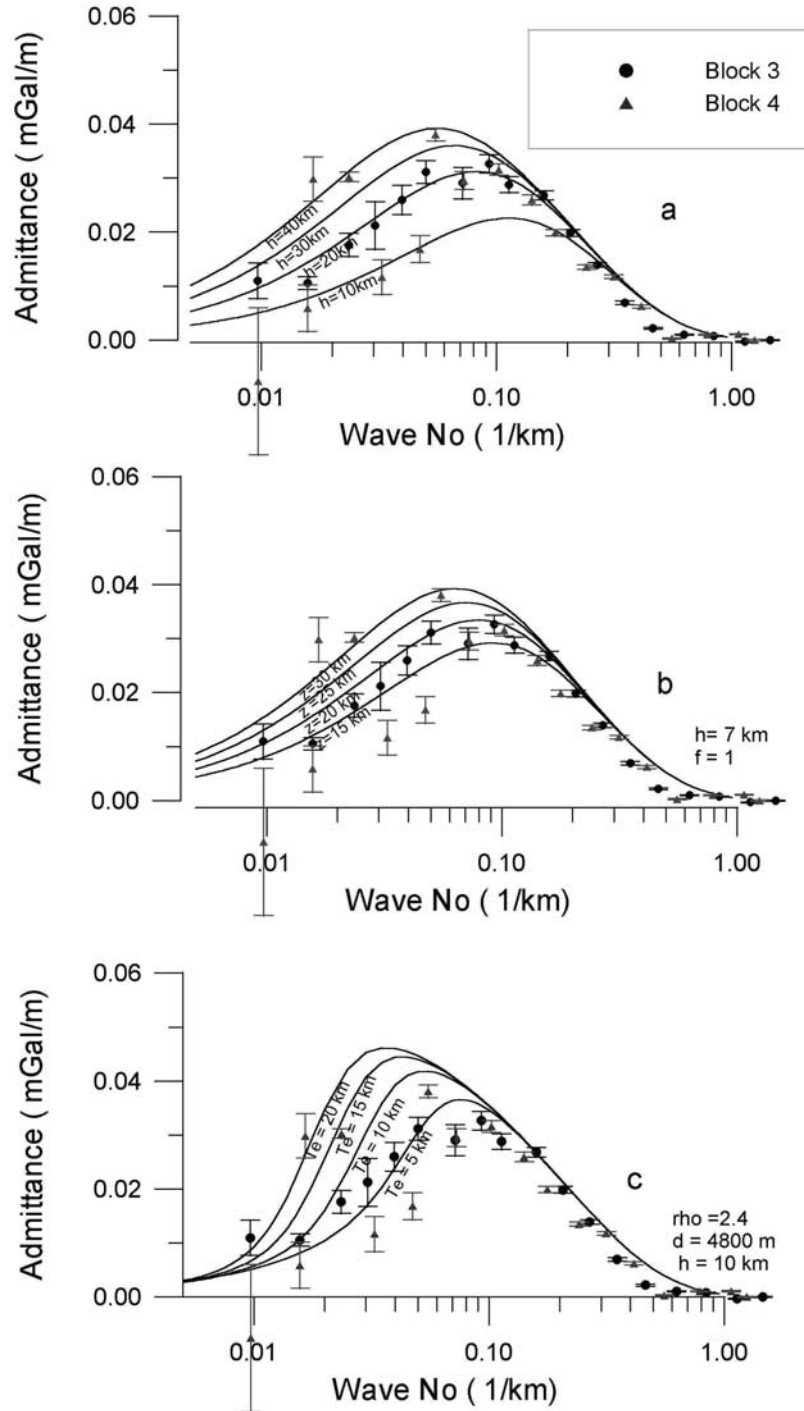 0.06
0.04
0.02
0.00
Admittance ( mGal/m)
Block 3
Block 4
a
h=40km
h=30km
h=20km
h=10km
0.01
0.10
1.00
Wave No ( 1/km)
0.06
0.04
0.02
0.00
Admittance ( mGal/m)
b
z=30 km
z =25 km
z=20 km
z=15 km
h= 7 km
f = 1
0.01
0.10
1.00
Wave No ( 1/km)
0.06
0.04
0.02
0.00
Admittance ( mGal/m)
Te = 20 km
Te = 15 km
Te = 10 km
Te = 5 km
c
rho =2.4
d = 4800 m
h = 10 km
0.01
0.10
1.00
Wave No ( 1/km)